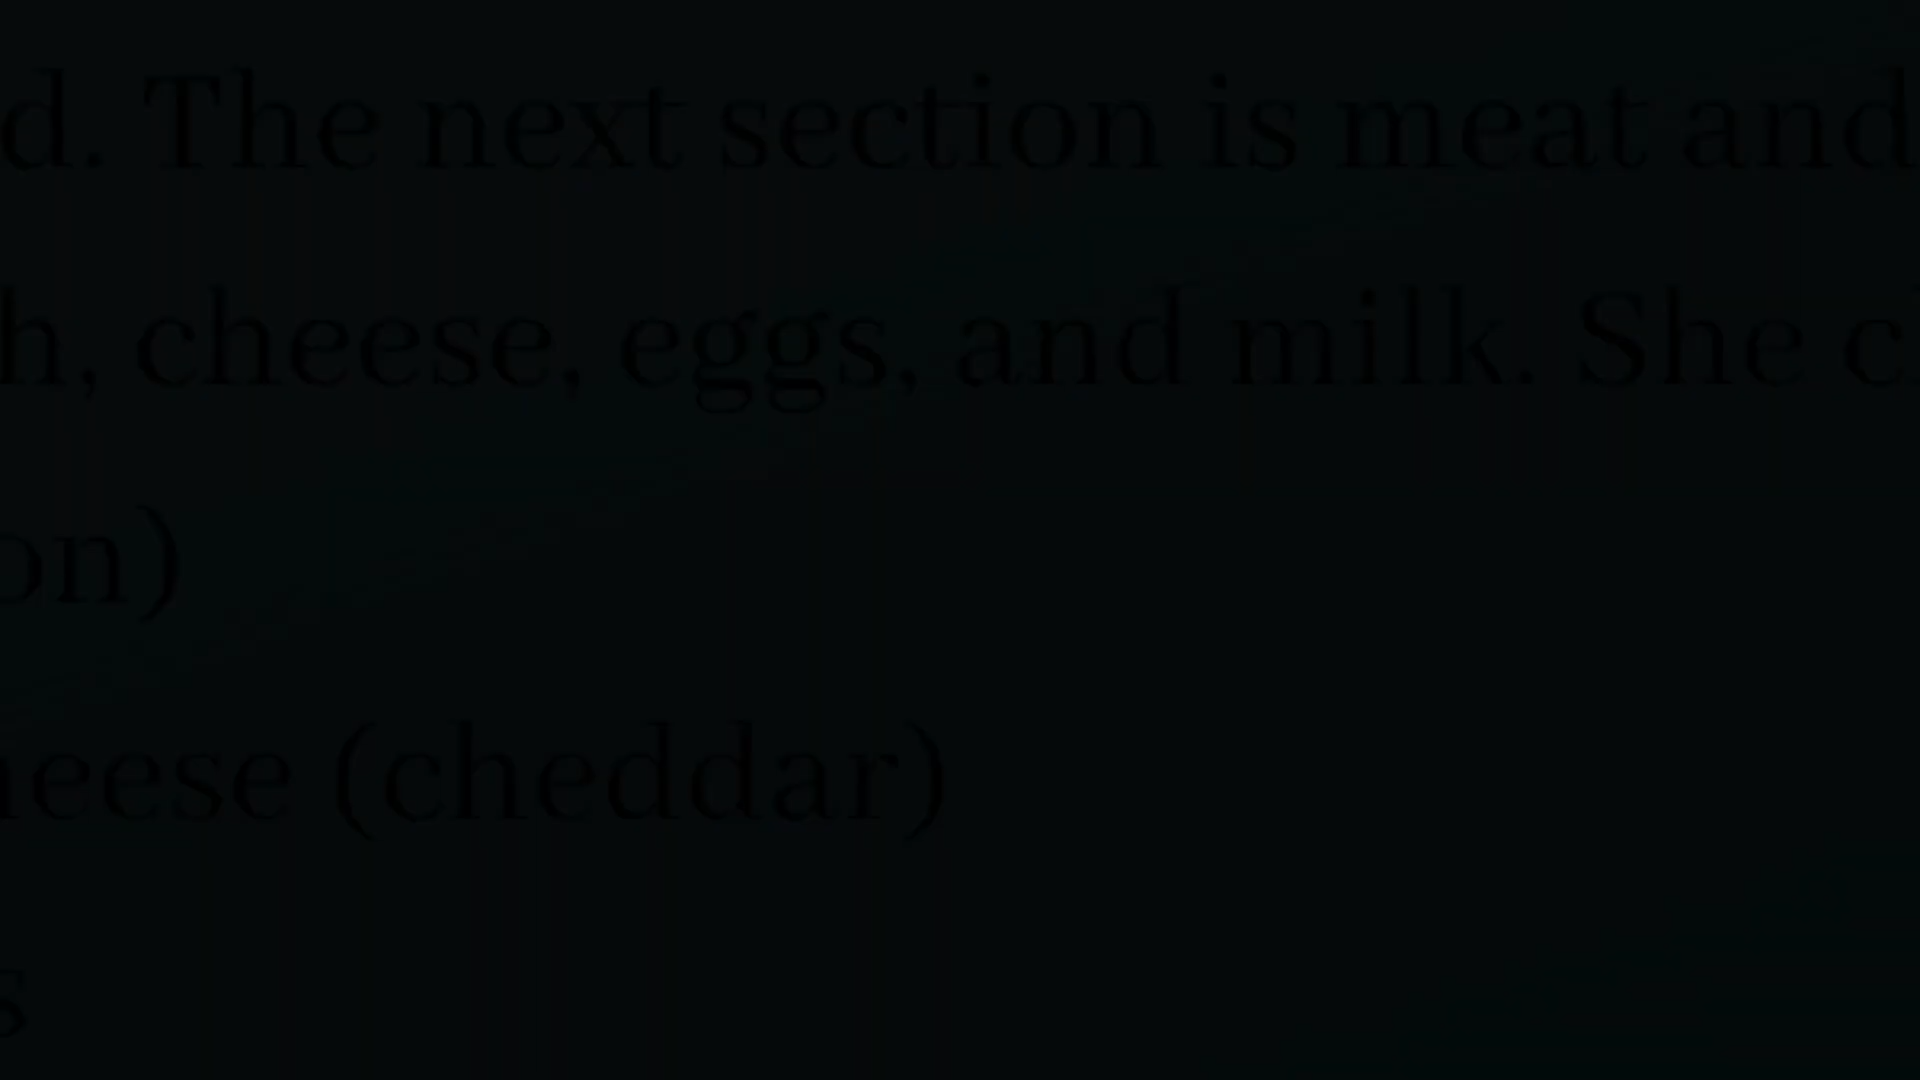 d. The next section is meat and
h, cheese, eggs, and milk. She c
on)
heese (cheddar)
s